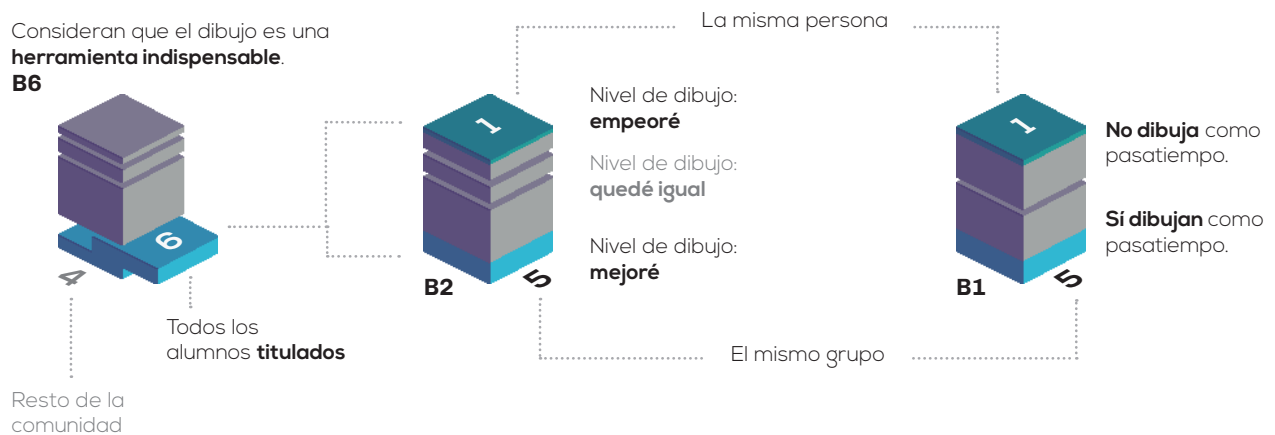 Consideran que el dibujo es una
herramienta indispensable.
B6
6
4
Todos los
alumnos titulados
Resto de la
comunidad
La misma persona
1
Nivel de dibujo:
empeoré
Nivel de dibujo:
quedé igual
Nivel de dibujo:
mejoré
B2
5
El mismo grupo
1
No dibuja como
pasatiempo.
Sí dibujan como
pasatiempo.
B1
5